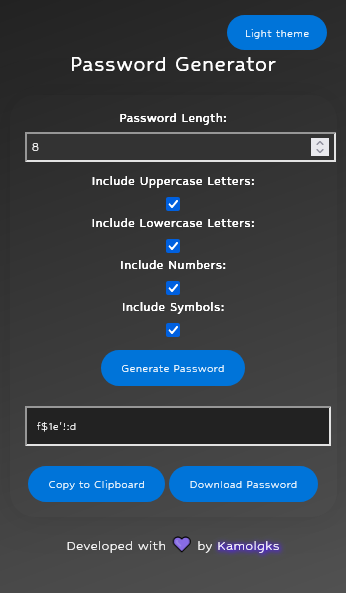 Light theme
Password Generator
Password Length:
8
Include Uppercase Letters:
Include Lowercase Letters:
Include Numbers:
Include Symbols:
Generate Password
f$1e'!:d
Copy to Clipboard Download Password
Developed with 💜 by Kamolgks